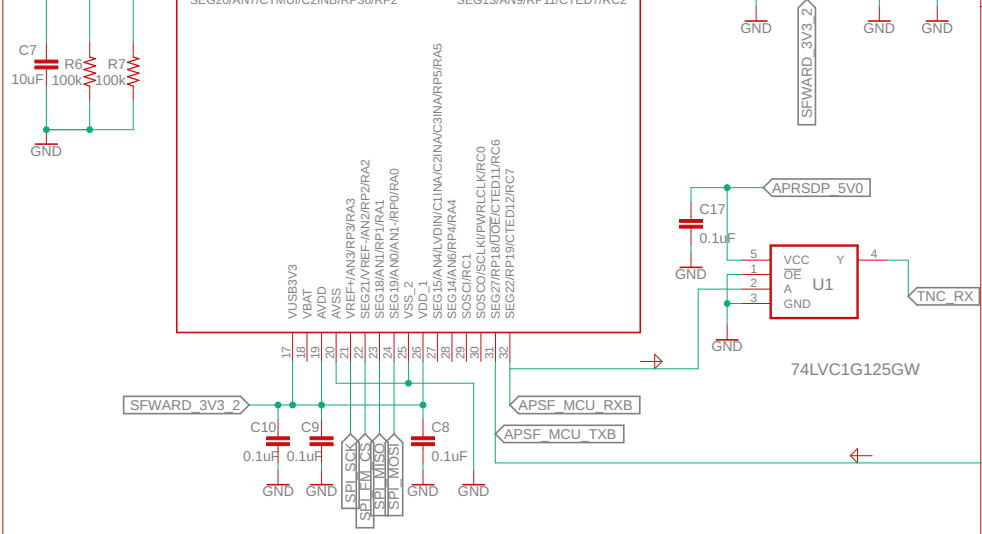 SEG20/AN7/CTMUI/C2INB/RP36/RP2
SEG13/AN9/RP11/CTED7/RC2
GND
GND
GND
SFWARD_3V3_2
C7
10uF
R6
100k
R7
100k
GND
VUSB3V3
VBAT
AVDD
AVSS
VREF+/AN3/RP3/RA3
SEG21/VREF-/AN2/RP2/RA2
SEG18/AN1/RP1/RA1
SEG19/AN0/AN1-/RP0/RA0
VSS_2
VDD_1
SEG15/AN4/LVDIN/C1INA/C2INA/C3INA/RP5/RA5
SEG14/AN6/RP4/RA4
SOSCI/RC1
SOSCO/SCLKI/PWRLCLK/RC0
SEG27/RP18/UOE/CTED11/RC6
SEG22/RP19/CTED12/RC7
17
18
19
20
21
22
23
24
25
26
27
28
29
30
31
32
APRSDP_5V0
C17
0.1uF
GND
5
1
2
3
VCC
OE
A
GND
Y
U1
4
TNC_RX
GND
74LVC1G125GW
SFWARD_3V3_2
C10
0.1uF
GND
C9
0.1uF
GND
SPI_SCK
SPI_FM_CS
SPI_MISO
SPI_MOSI
C8
0.1uF
GND
GND
APSF_MCU_RXB
APSF_MCU_TXB